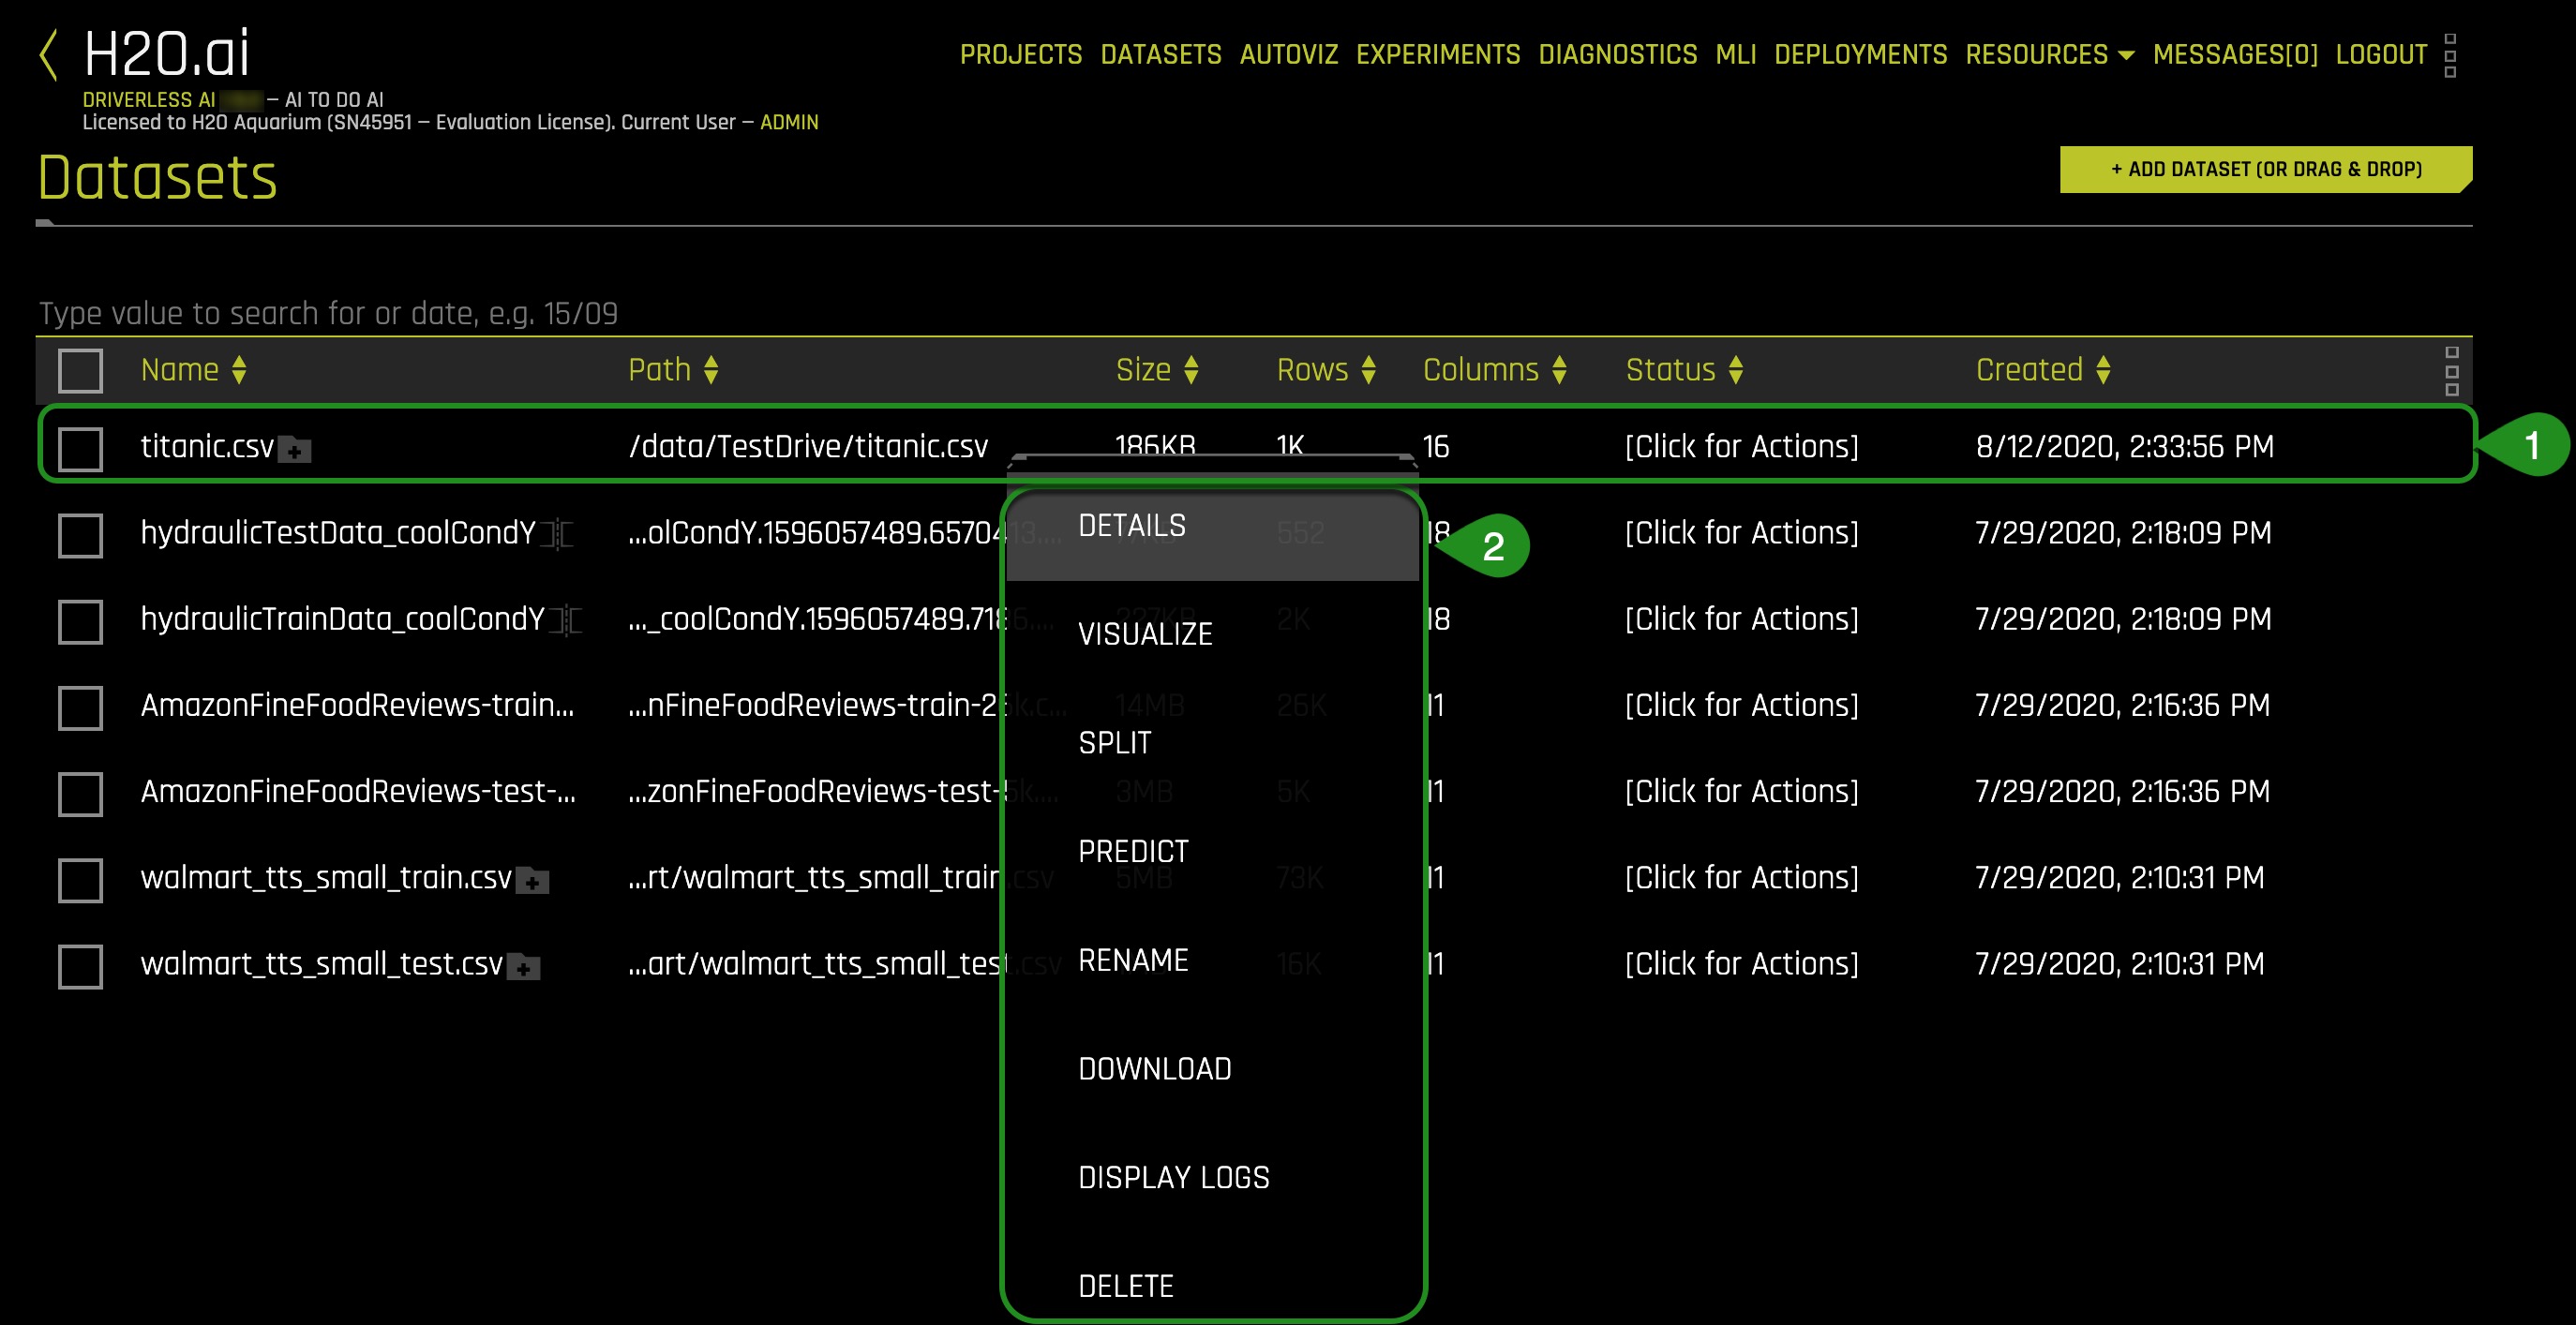 H2O.ai
PROJECTS DATASETS AUTOVIZ EXPERIMENTS DIAGNOSTICS MLI DEPLOYMENTS RESOURCES MESSAGES[0] LOGOUT
DRIVERLESS AI — AI TO DO AI
Licensed to H2O Aquarium (SN45951 — Evaluation License). Current User — ADMIN
Datasets
+ ADD DATASET (OR DRAG & DROP)
Type value to search for or date, e.g. 15/09
Name Path Size Rows Columns Status Created
titanic.csv /data/TestDrive/titanic.csv 186KB 1K 16 [Click for Actions] 8/12/2020, 2:33:56 PM 1
hydraulicTestData_coolCondY ...olCondY.1596057489.6570413.... 552 18 [Click for Actions] 7/29/2020, 2:18:09 PM
DETAILS
2
hydraulicTrainData_coolCondY ..._coolCondY.1596057489.7186.... 227KB 2K 18 [Click for Actions] 7/29/2020, 2:18:09 PM
VISUALIZE
AmazonFineFoodReviews-train... ...nFineFoodReviews-train-26k.c... 14MB 26K 11 [Click for Actions] 7/29/2020, 2:16:36 PM
SPLIT
AmazonFineFoodReviews-test-... ...zonFineFoodReviews-test-5k.... 3MB 5K 11 [Click for Actions] 7/29/2020, 2:16:36 PM
PREDICT
walmart_tts_small_train.csv ...rt/walmart_tts_small_train.csv 5MB 73K 11 [Click for Actions] 7/29/2020, 2:10:31 PM
RENAME
walmart_tts_small_test.csv ...art/walmart_tts_small_test.csv 16K 11 [Click for Actions] 7/29/2020, 2:10:31 PM
DOWNLOAD
DISPLAY LOGS
DELETE